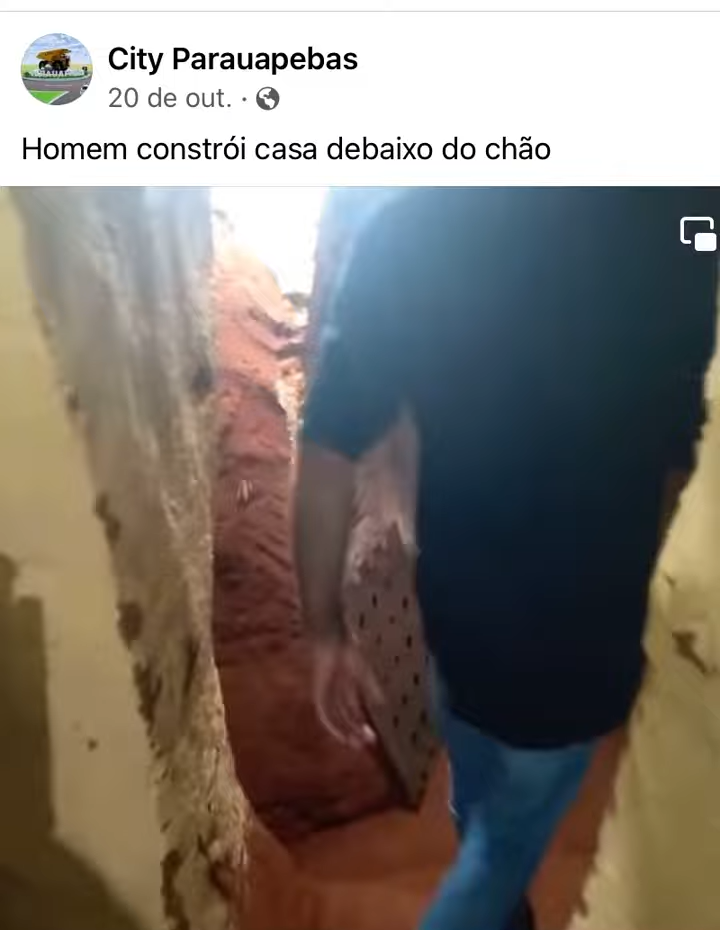 City Parauapebas
20 de out. ·
Homem constrói casa debaixo do chão